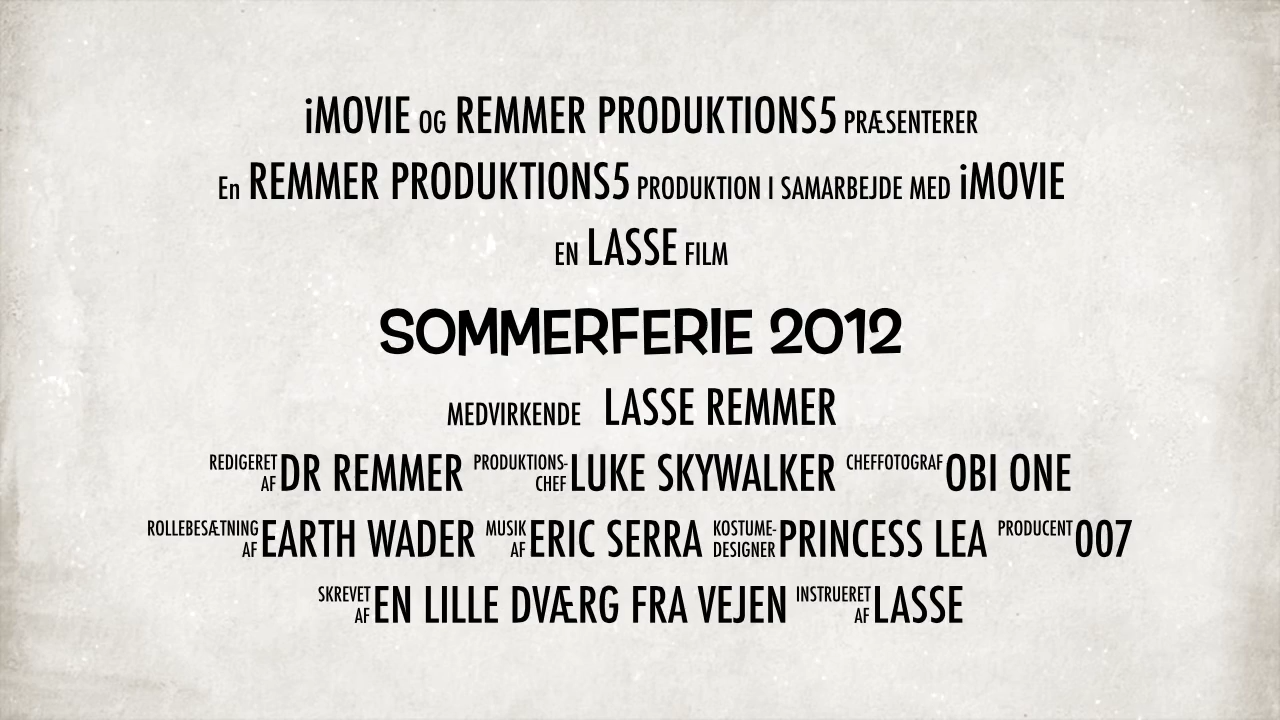 iMOVIE OG REMMER PRODUKTIONS5 PRÆSENTERER
En REMMER PRODUKTIONS5 PRODUKTION I SAMARBEJDE MED iMOVIE
EN LASSE FILM
SOMMERFERIE 2012
MEDVIRKENDE LASSE REMMER
REDIGERET AF DR REMMER PRODUKTIONS-CHEF LUKE SKYWALKER CHEFFOTOGRAF OBI ONE
ROLLEBESÆTNING AF EARTH WADER MUSIK AF ERIC SERRA KOSTUME-DESIGNER PRINCESS LEA PRODUCENT 007
SKREVET AF EN LILLE DVÆRG FRA VEJEN INSTRUERET AF LASSE